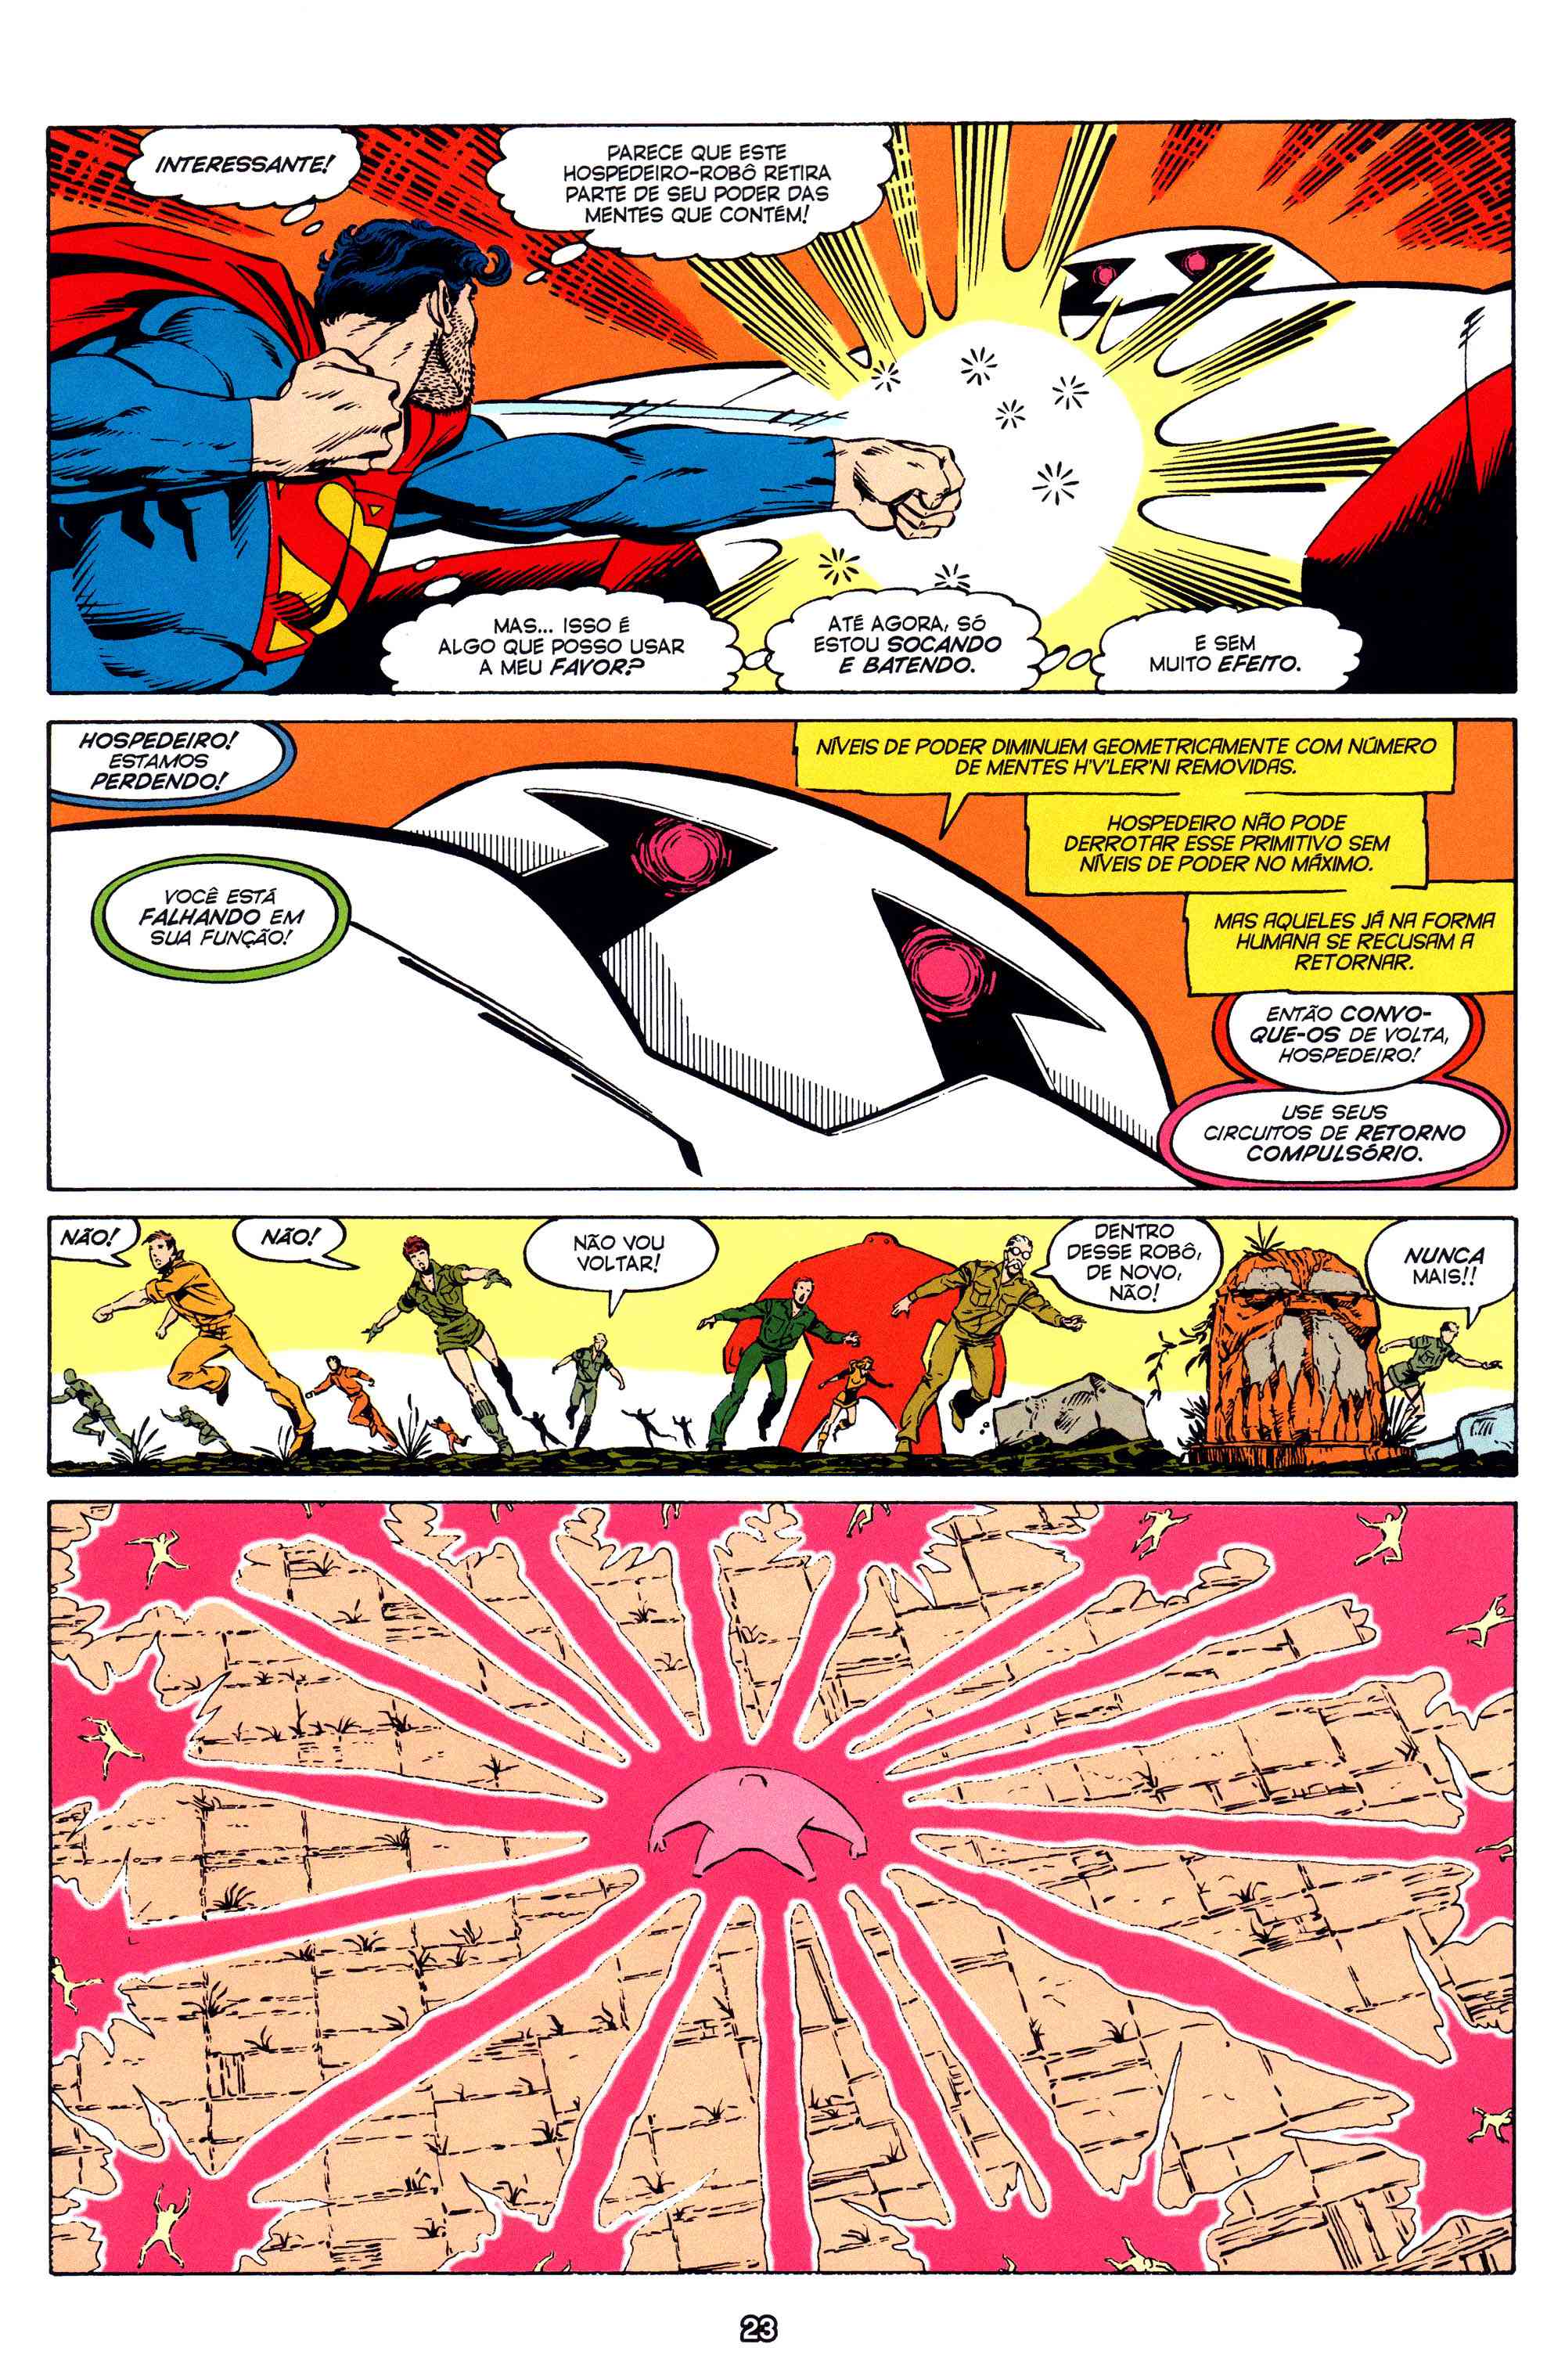 INTERESSANTE!
PARECE QUE ESTE
HOSPEDEIRO-ROBÔ RETIRA
PARTE DE SEU PODER DAS
MENTES QUE CONTÉM!
MAS... ISSO É
ALGO QUE POSSO USAR
A MEU FAVOR?
ATÉ AGORA, SÓ
ESTOU SOCANDO
E BATENDO.
E SEM
MUITO EFEITO.
HOSPEDEIRO!
ESTAMOS
PERDENDO!
NÍVEIS DE PODER DIMINUEM GEOMETRICAMENTE COM NÚMERO
DE MENTES H'V'LER'NI REMOVIDAS.
HOSPEDEIRO NÃO PODE
DERROTAR ESSE PRIMITIVO SEM
NÍVEIS DE PODER NO MÁXIMO.
VOCÊ ESTÁ
FALHANDO EM
SUA FUNÇÃO!
MAS AQUELES JÁ NA FORMA
HUMANA SE RECUSAM A
RETORNAR.
ENTÃO CONVO-
QUE-OS DE VOLTA,
HOSPEDEIRO!
USE SEUS
CIRCUITOS DE RETORNO
COMPULSÓRIO.
NÃO!
NÃO!
NÃO VOU
VOLTAR!
DENTRO
DESSE ROBÔ,
DE NOVO,
NÃO!
NUNCA
MAIS!!
23